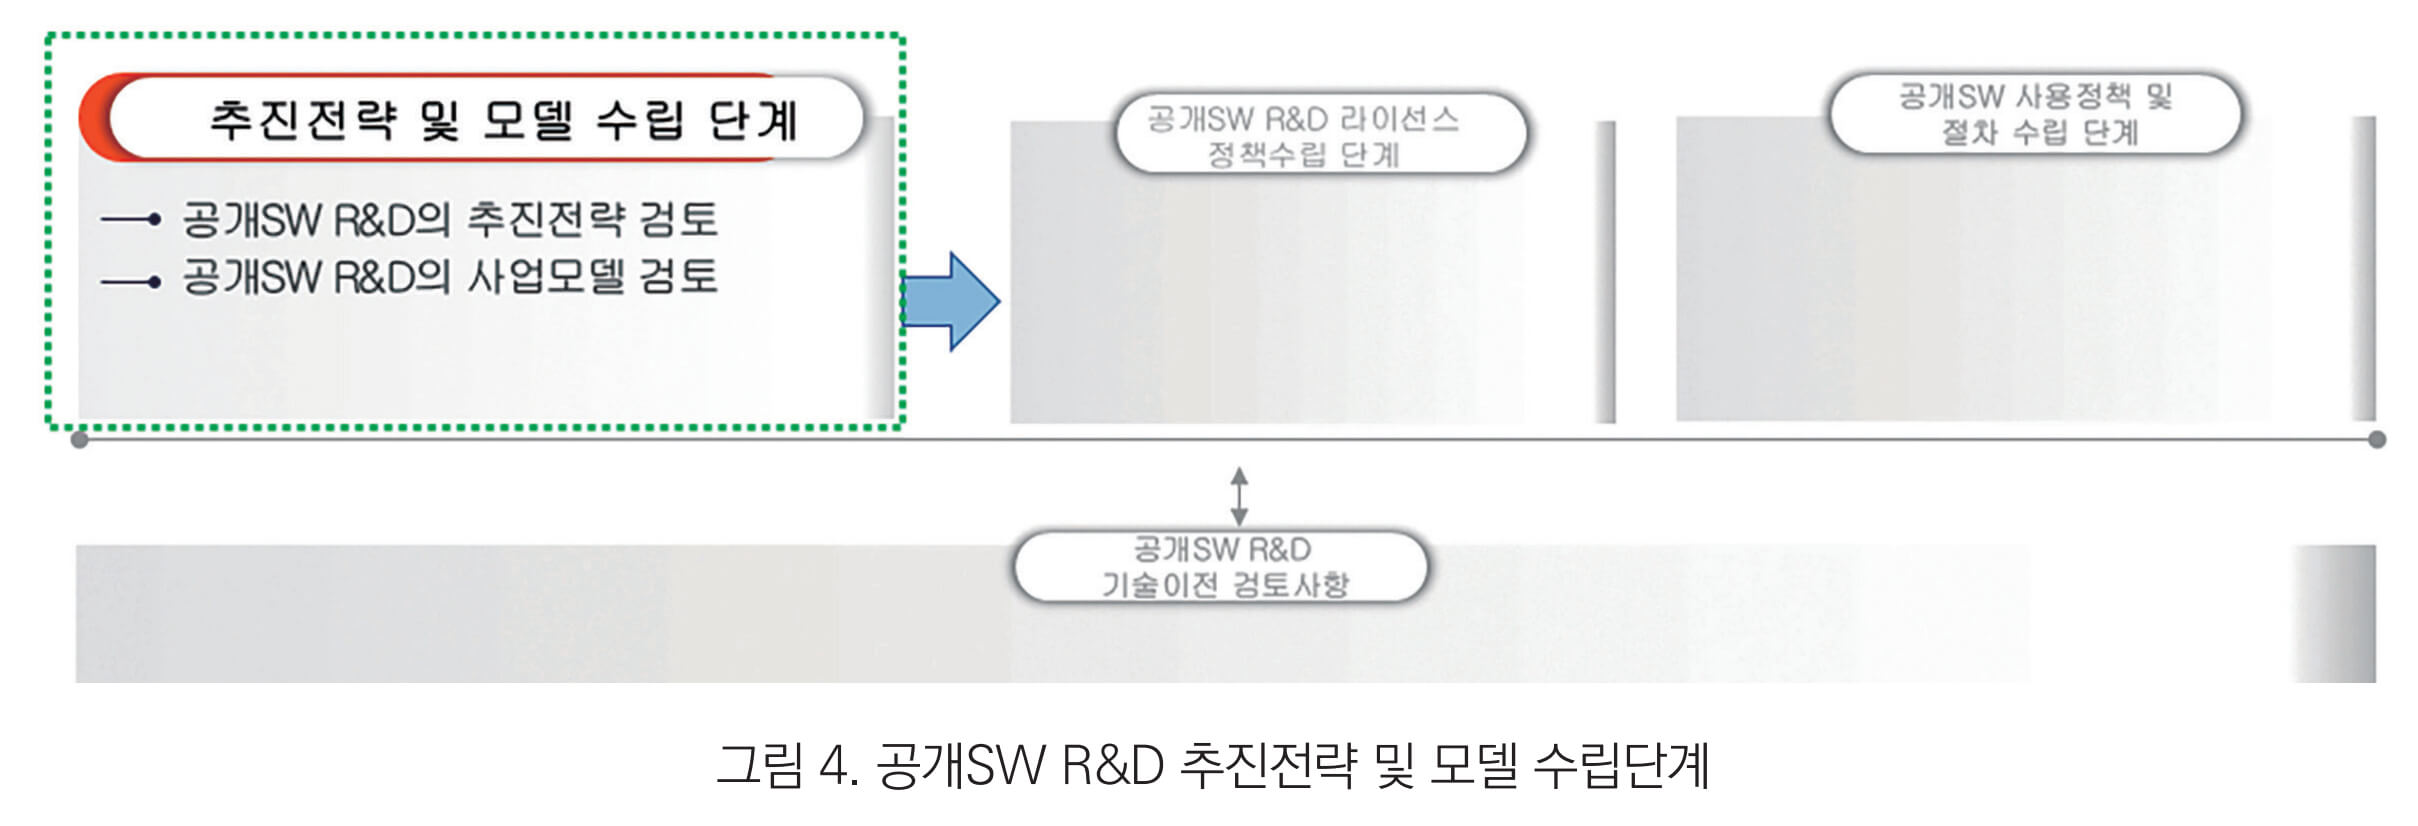 추진전략 및 모델 수립 단계
공개SW R&D의 추진전략 검토
공개SW R&D의 사업모델 검토
공개SW R&D 라이선스
정책수립 단계
공개SW 사용정책 및
절차 수립 단계
공개SW R&D
기술이전 검토사항
그림 4. 공개SW R&D 추진전략 및 모델 수립단계